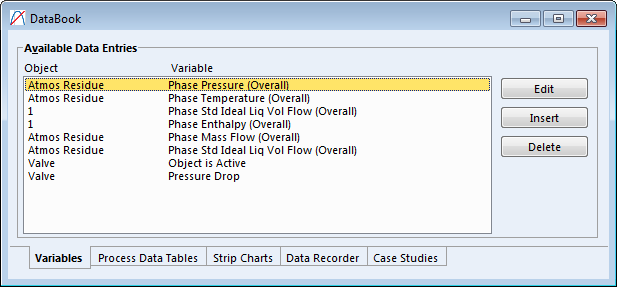 DataBook
Available Data Entries
Object Variable
Atmos Residue Phase Pressure (Overall)
Atmos Residue Phase Temperature (Overall)
1 Phase Std Ideal Liq Vol Flow (Overall)
1 Phase Enthalpy (Overall)
Atmos Residue Phase Mass Flow (Overall)
Atmos Residue Phase Std Ideal Liq Vol Flow (Overall)
Valve Object is Active
Valve Pressure Drop
Edit
Insert
Delete
Variables Process Data Tables Strip Charts Data Recorder Case Studies